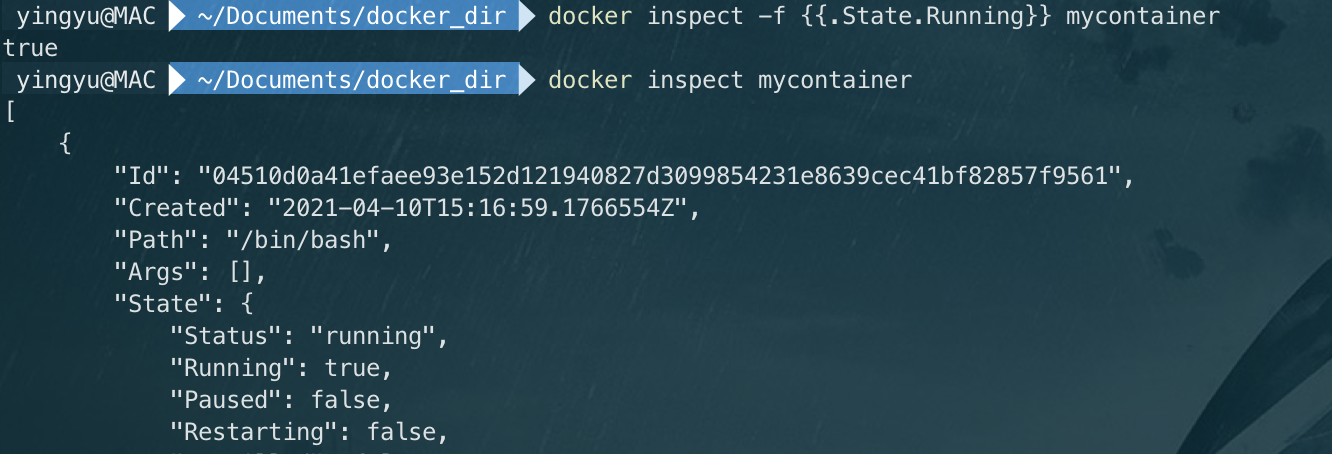 yingyu@MAC ~/Documents/docker_dir docker inspect -f {{.State.Running}} mycontainer
true
yingyu@MAC ~/Documents/docker_dir docker inspect mycontainer
[
    {
        "Id": "04510d0a41efaee93e152d121940827d3099854231e8639cec41bf82857f9561",
        "Created": "2021-04-10T15:16:59.1766554Z",
        "Path": "/bin/bash",
        "Args": [],
        "State": {
            "Status": "running",
            "Running": true,
            "Paused": false,
            "Restarting": false,